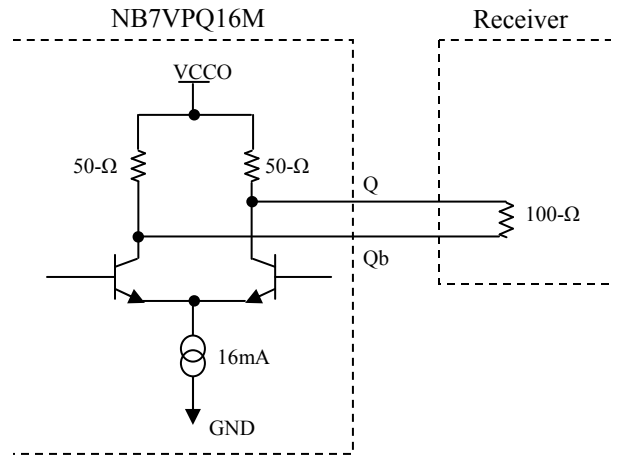 NB7VPQ16M
Receiver
VCCO
50-Ω
50-Ω
Q
100-Ω
Qb
16mA
GND